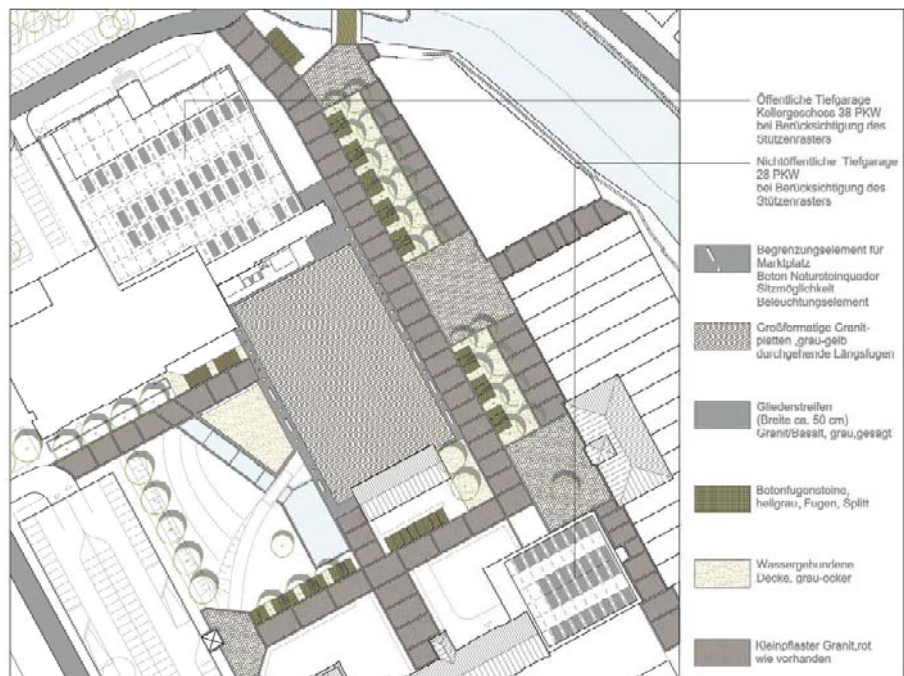 Öffentliche Tiefgarage
Kellergeschoss 38 PKW
bei Berücksichtigung des
Stützenrasters
Nichtöffentliche Tiefgarage
28 PKW
bei Berücksichtigung des
Stützenrasters
Begrenzungselement für
Marktplatz
Beton Natursteinquader
Sitzmöglichkeit
Beleuchtungselement
Großformatige Granit-
platten ,grau-gelb
durchgehende Längsfugen
Gliederstreifen
(Breite ca. 50 cm)
Granit/Basalt, grau,gesägt
Betonfugensteine,
hellgrau, Fugen, Splitt
Wassergebundene
Decke, grau-ocker
Kleinpflaster Granit,rot
wie vorhanden